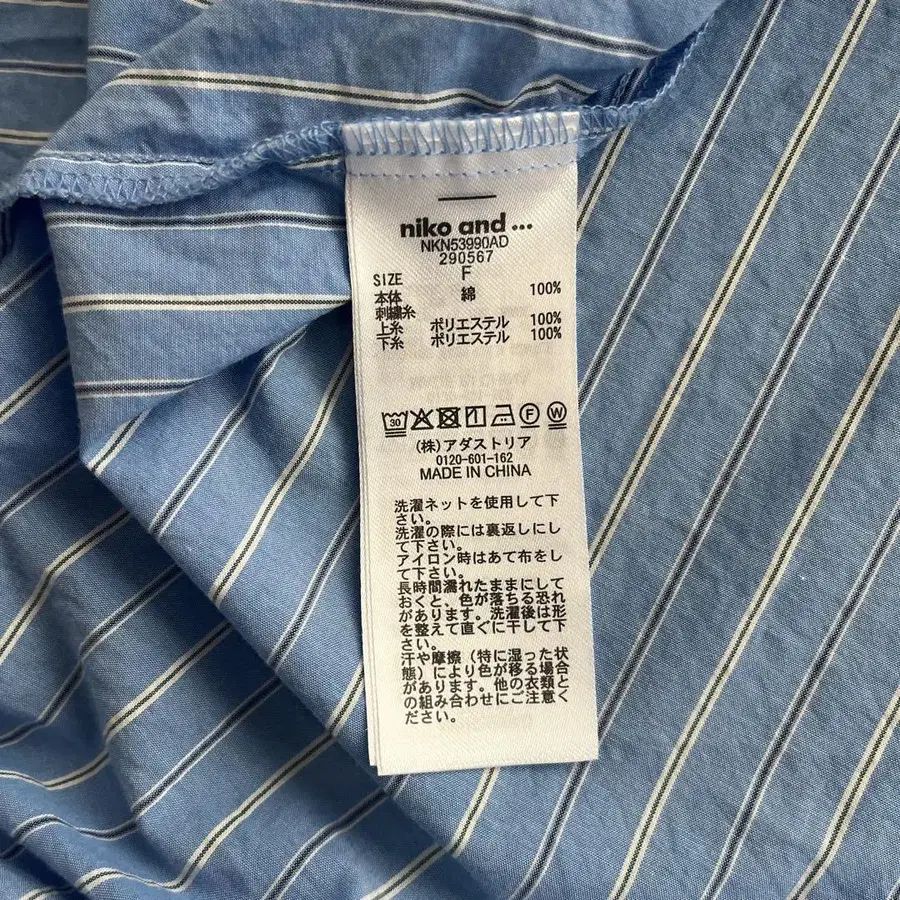 niko and ...
NKN53990AD
290567
SIZE F
本体 綿 100%
刺繍糸
上糸 ポリエステル 100%
下糸 ポリエステル 100%
30 F W
(株)アダストリア
0120-601-162
MADE IN CHINA
洗濯ネットを使用して下
さい。
洗濯の際には裏返しにし
て下さい。
アイロン時はあて布をし
て下さい。
長時間濡れたままにして
おくと、色が落ちる恐れ
があります。洗濯後は形
を整えて直ぐに干して下
さい。
汗や摩擦(特に湿った状
態)により色が移る場合
があります。他の衣類と
の組み合わせにご注意く
ださい。